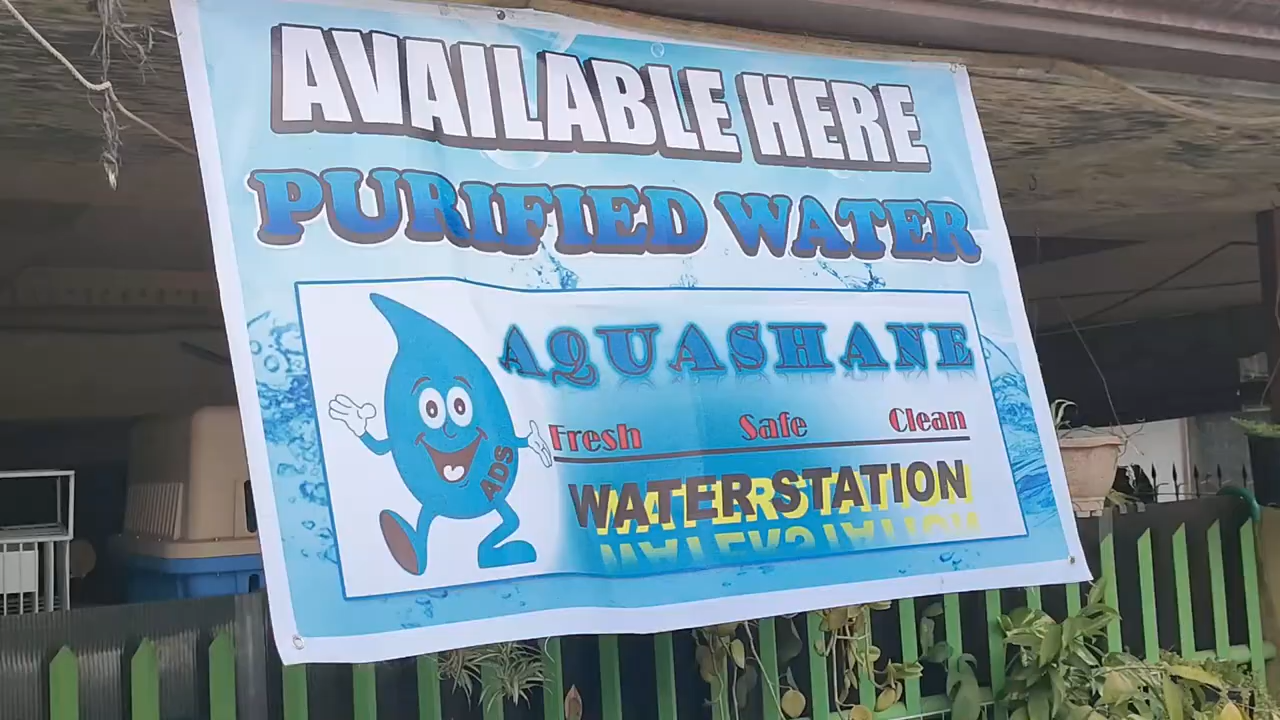 AVAILABLE HERE
PURIFIED WATER
AQUASHANE
Fresh Safe Clean
ADS
WATER STATION